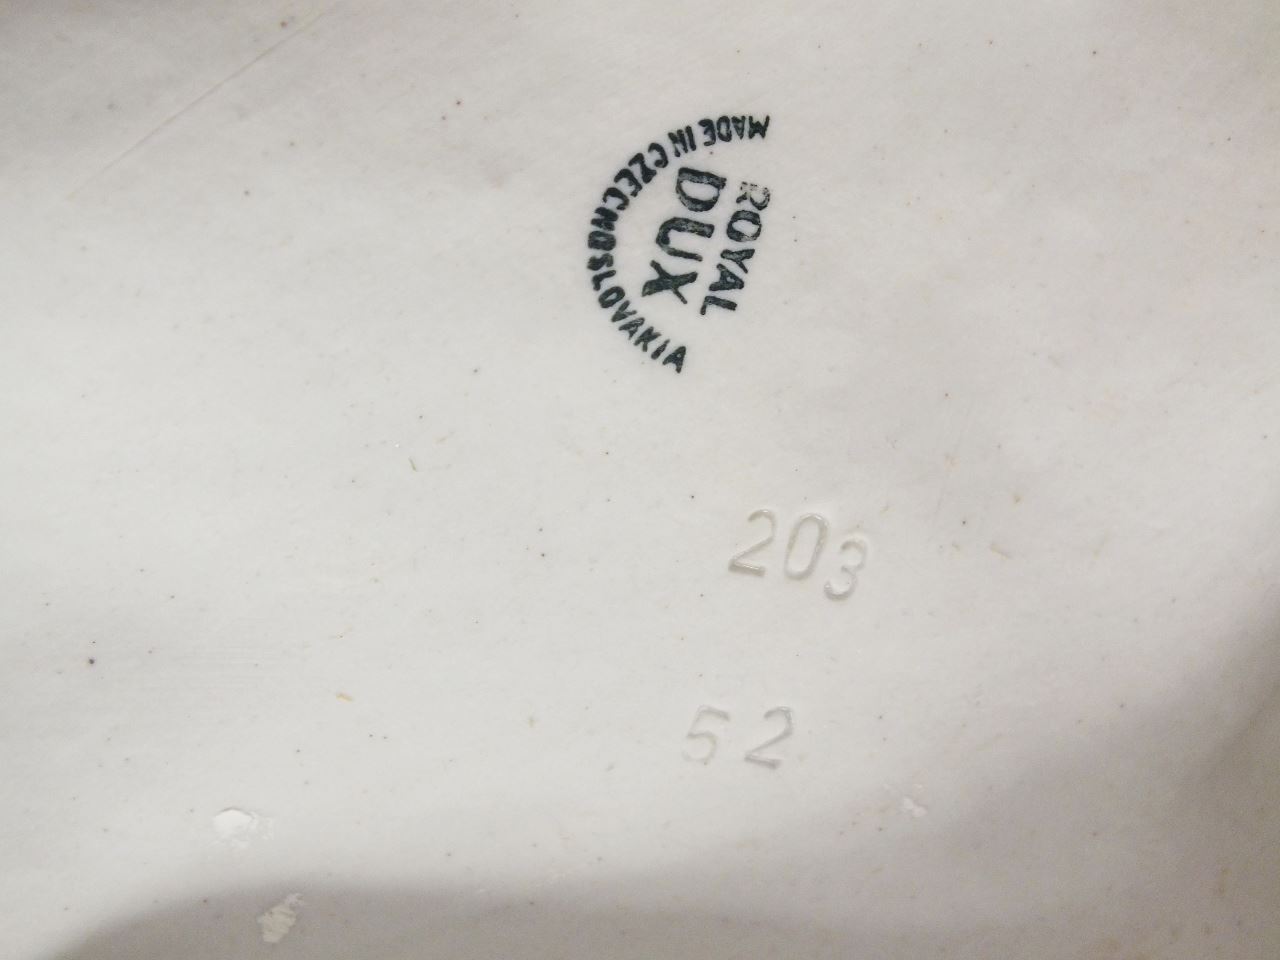 ROYAL
DUX
MADE IN CZECHOSLOVAKIA
203
52